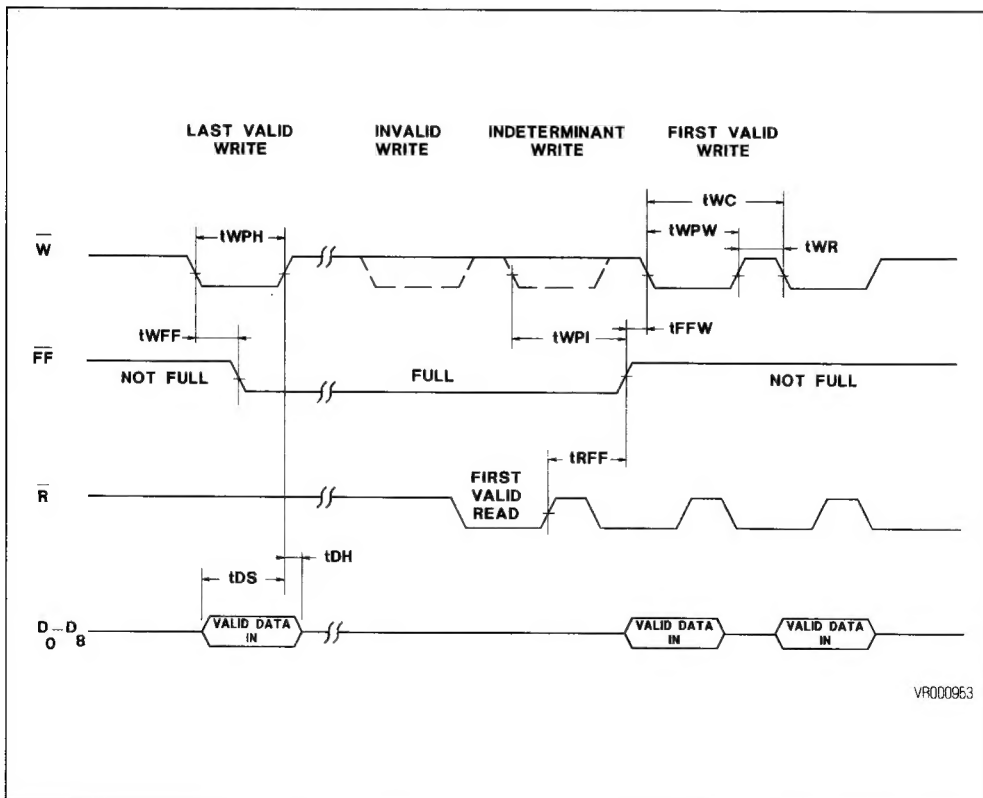 LAST VALID WRITE
INVALID WRITE
INDETERMINANT WRITE
FIRST VALID WRITE
tWC
tWPH
tWPW
tWR
W
tWFF
tWPI
tFFW
FF
NOT FULL
FULL
NOT FULL
tRFF
FIRST VALID READ
R
tDH
tDS
D0-D8
VALID DATA IN
VALID DATA IN
VALID DATA IN
VR000953